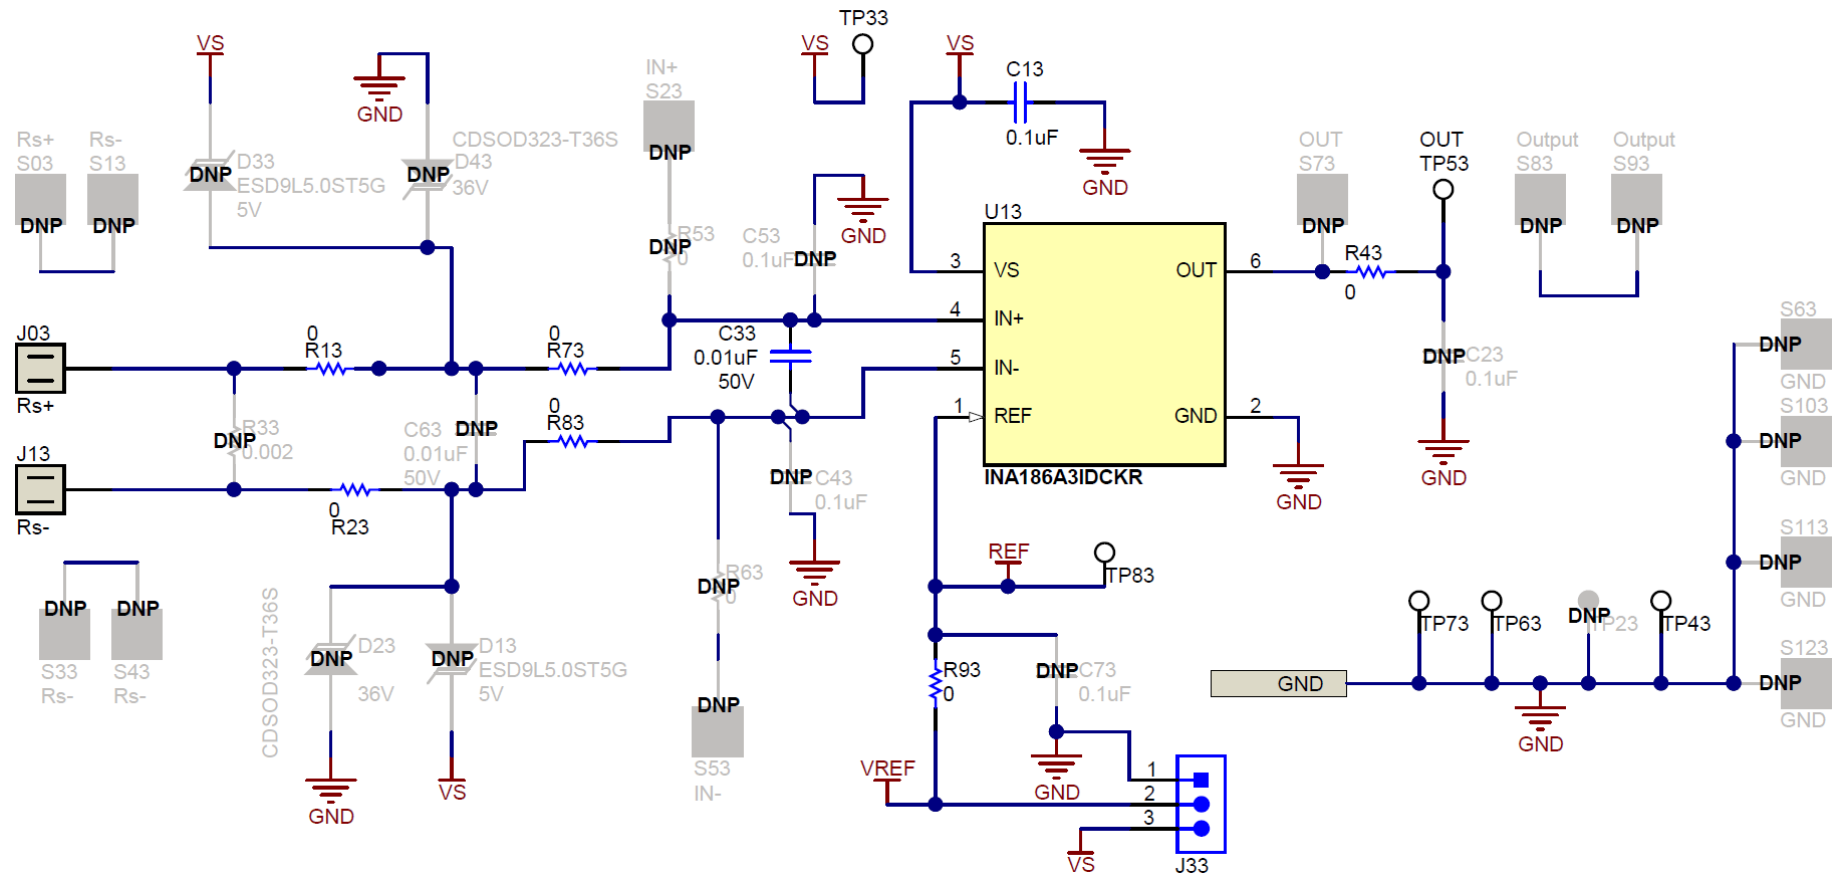 VS
GND
Rs+
S03
DNP
Rs-
S13
DNP
DNP
D33
ESD9L5.0ST5G
5V
CDSOD323-T36S
DNP
D43
36V
IN+
S23
DNP
DNP
R53
0
VS
TP33
VS
C13
0.1uF
GND
C53
0.1uF
DNP
GND
U13
3
VS
4
IN+
5
IN-
1
REF
OUT
6
GND
2
INA186A3IDCKR
GND
OUT
S73
DNP
R43
0
OUT
TP53
DNP
C23
0.1uF
GND
Output
S83
DNP
Output
S93
DNP
J03
Rs+
0
R13
0
R73
C33
0.01uF
50V
DNP
R33
0.002
C63
0.01uF
50V
DNP
0
R83
J13
Rs-
0
R23
DNP
C43
0.1uF
GND
DNP
S33
Rs-
DNP
S43
Rs-
CDSOD323-T36S
DNP
D23
36V
GND
DNP
D13
ESD9L5.0ST5G
5V
VS
DNP
R63
0
DNP
S53
IN-
REF
TP83
R93
0
DNP
C73
0.1uF
GND
VREF
1
2
3
VS
J33
GND
TP73
TP63
DNP
TP23
TP43
GND
S63
DNP
GND
S103
DNP
GND
S113
DNP
GND
S123
DNP
GND